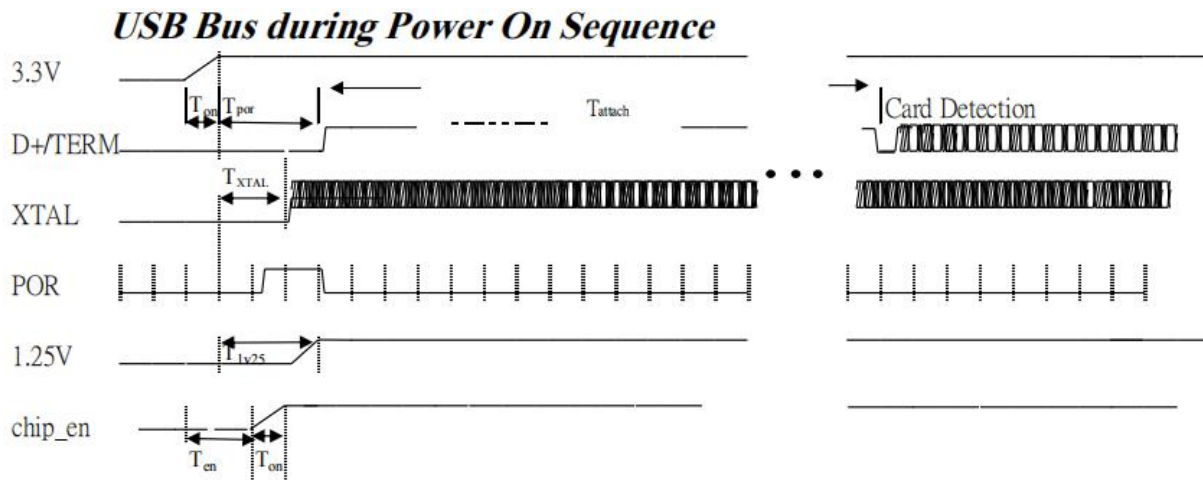 USB Bus during Power On Sequence
3.3V
Ton Tpor
Tattach
Card Detection
D+/TERM
TXTAL
XTAL
POR
T1v25
1.25V
chip_en
Ten Ton